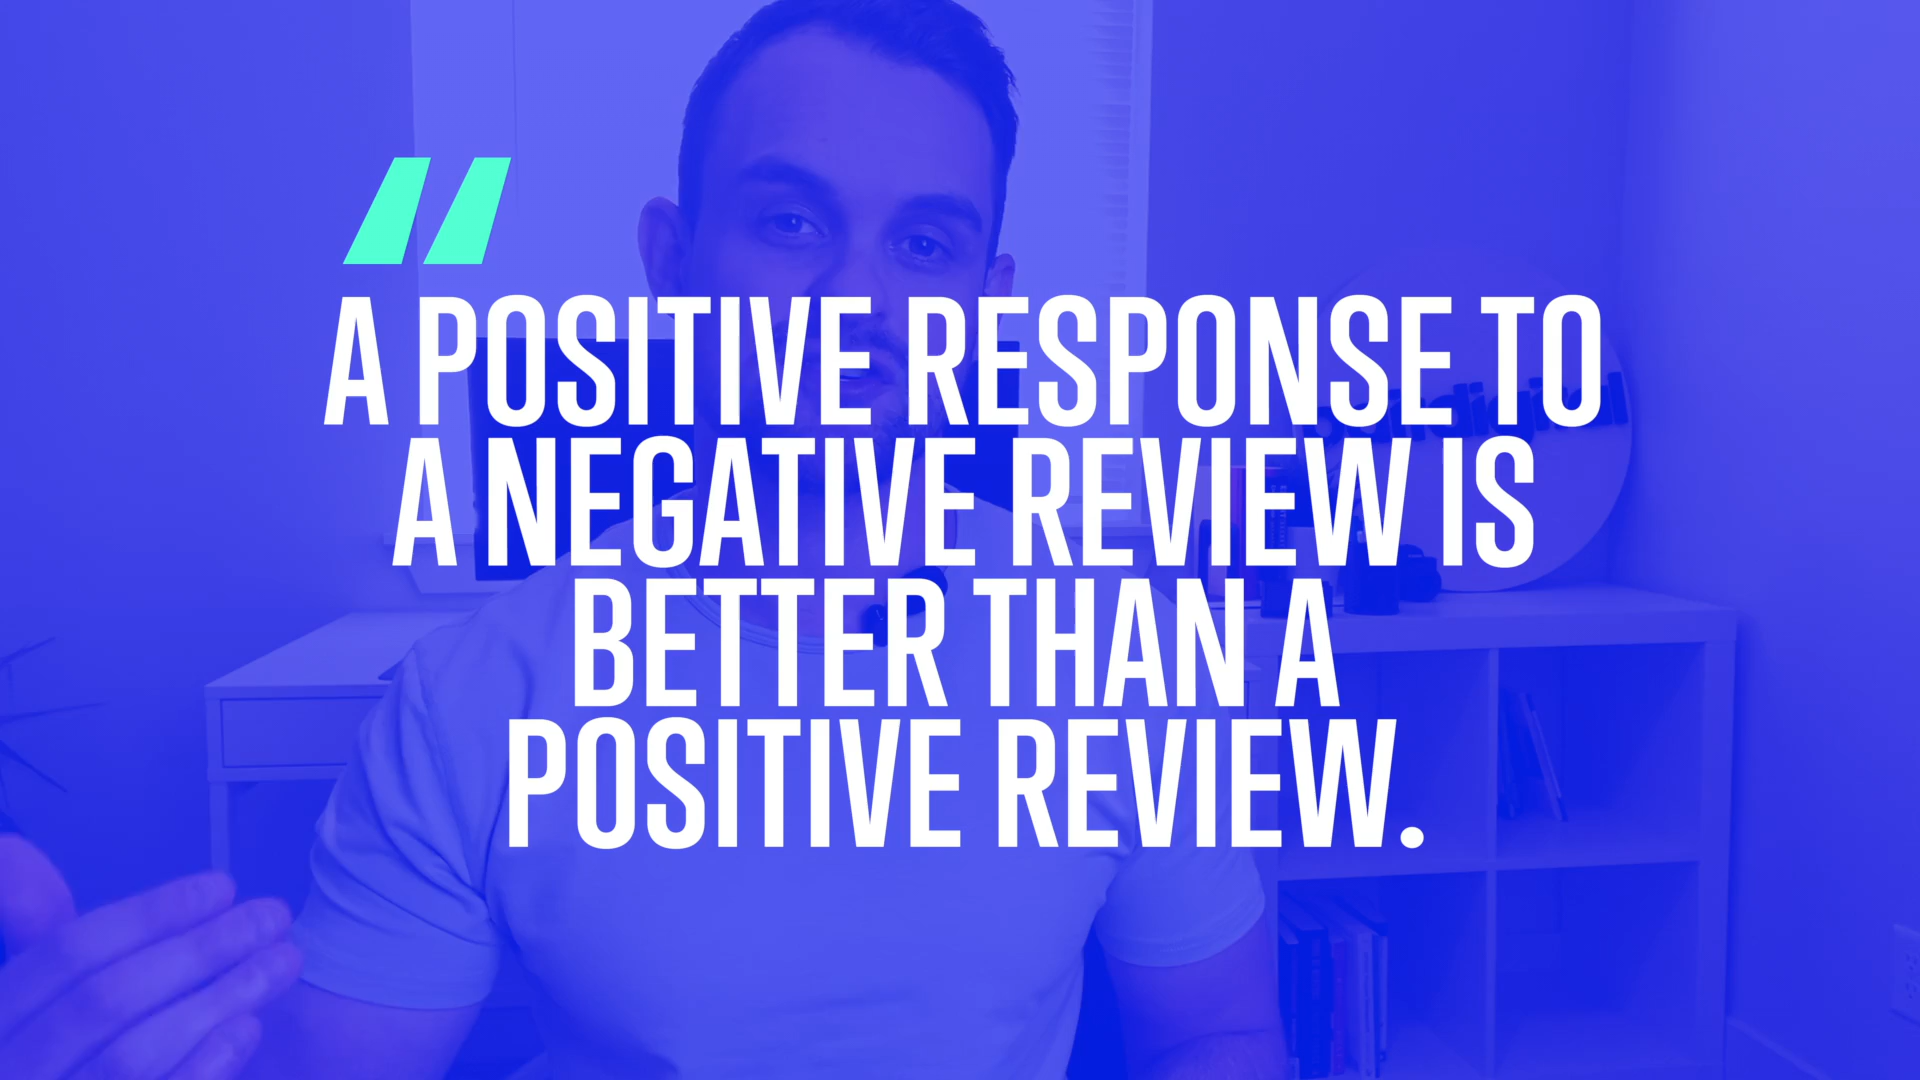 “
A POSITIVE RESPONSE TO
A NEGATIVE REVIEW IS
BETTER THAN A
POSITIVE REVIEW.